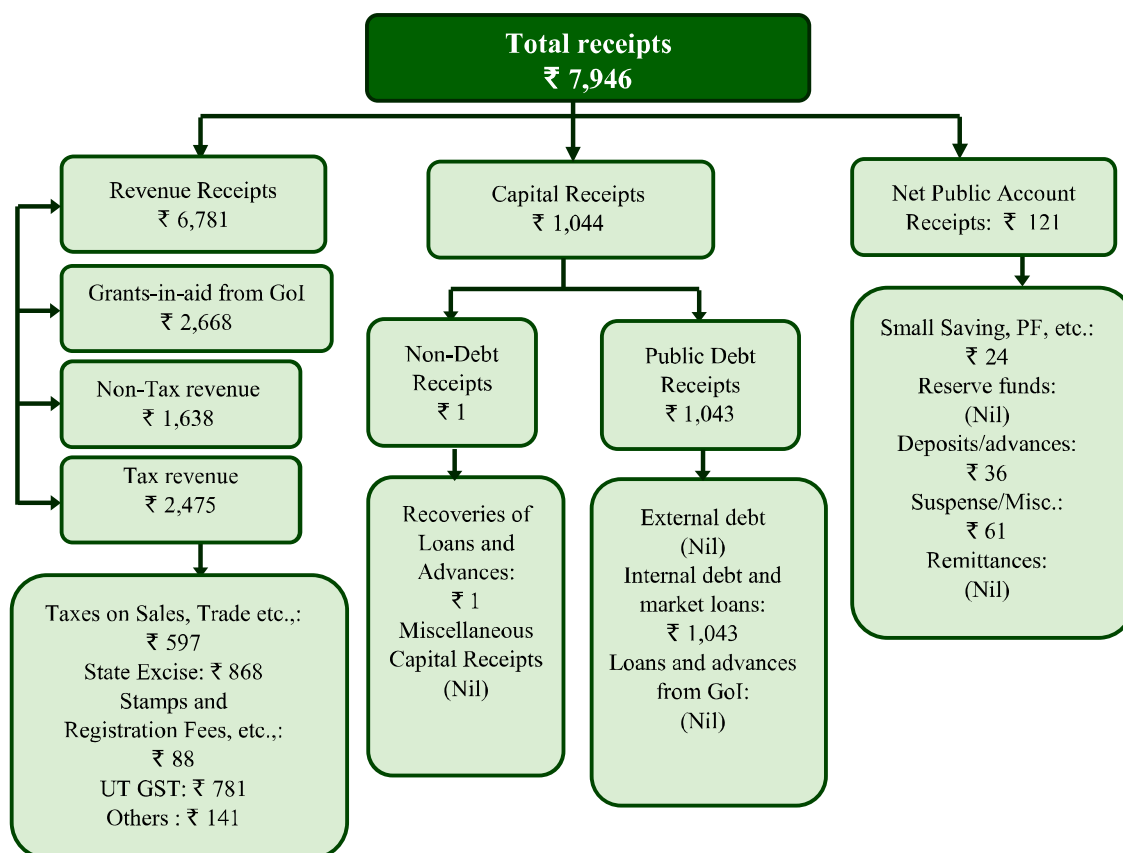 Total receipts
₹ 7,946
Revenue Receipts
₹ 6,781
Grants-in-aid from GoI
₹ 2,668
Non-Tax revenue
₹ 1,638
Tax revenue
₹ 2,475
Taxes on Sales, Trade etc.,:
₹ 597
State Excise: ₹ 868
Stamps and
Registration Fees, etc.,:
₹ 88
UT GST: ₹ 781
Others : ₹ 141
Capital Receipts
₹ 1,044
Non-Debt
Receipts
₹ 1
Recoveries of
Loans and
Advances:
₹ 1
Miscellaneous
Capital Receipts
(Nil)
Public Debt
Receipts
₹ 1,043
External debt
(Nil)
Internal debt and
market loans:
₹ 1,043
Loans and advances
from GoI:
(Nil)
Net Public Account
Receipts: ₹ 121
Small Saving, PF, etc.:
₹ 24
Reserve funds:
(Nil)
Deposits/advances:
₹ 36
Suspense/Misc.:
₹ 61
Remittances:
(Nil)